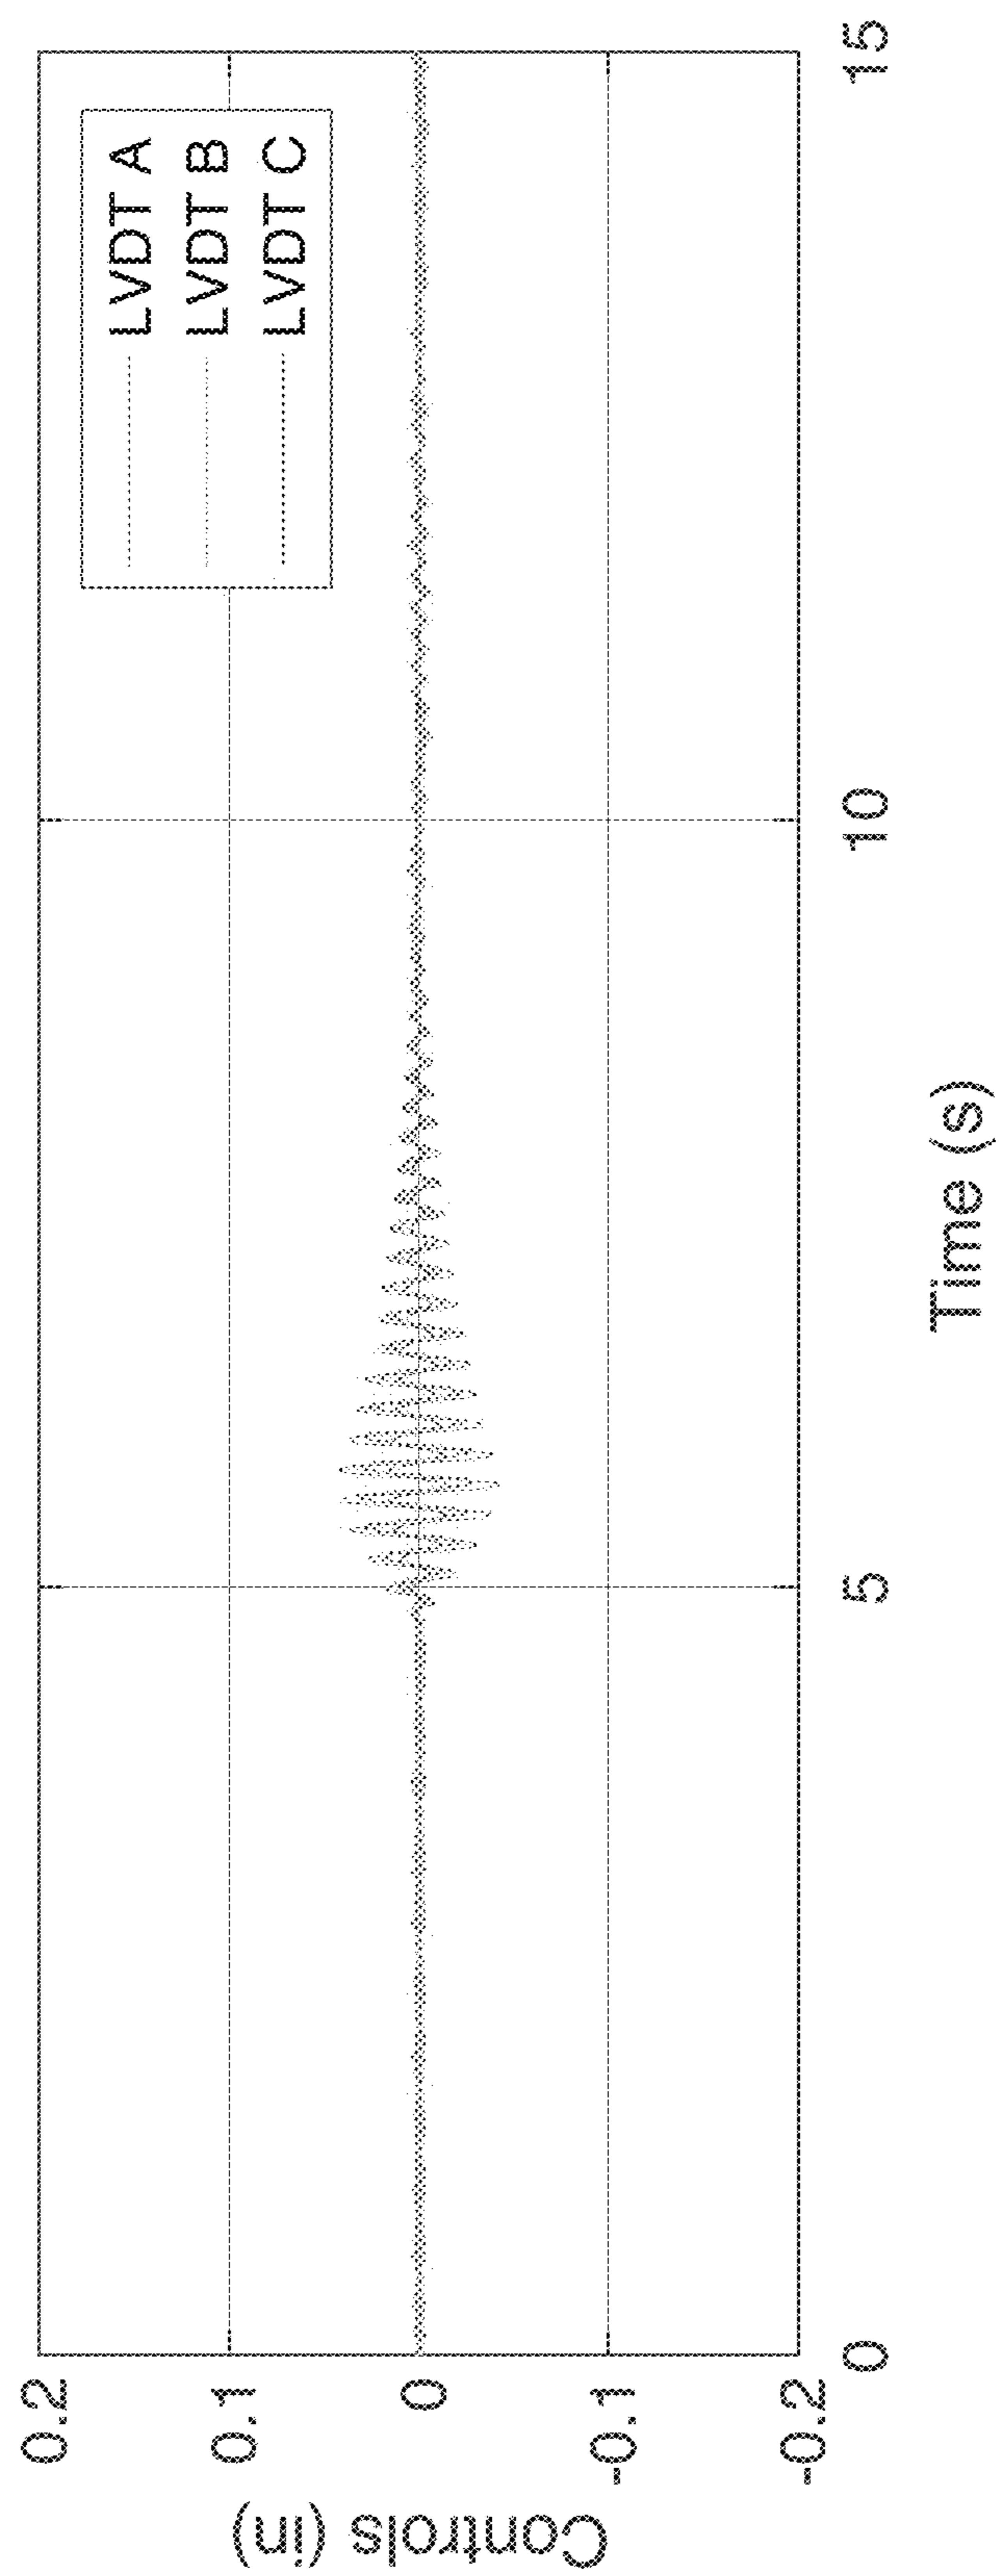 Controls (in)
0.2
0.1
0
-0.1
-0.2
LVDT A
LVDT B
LVDT C
0
5
10
15
Time (s)